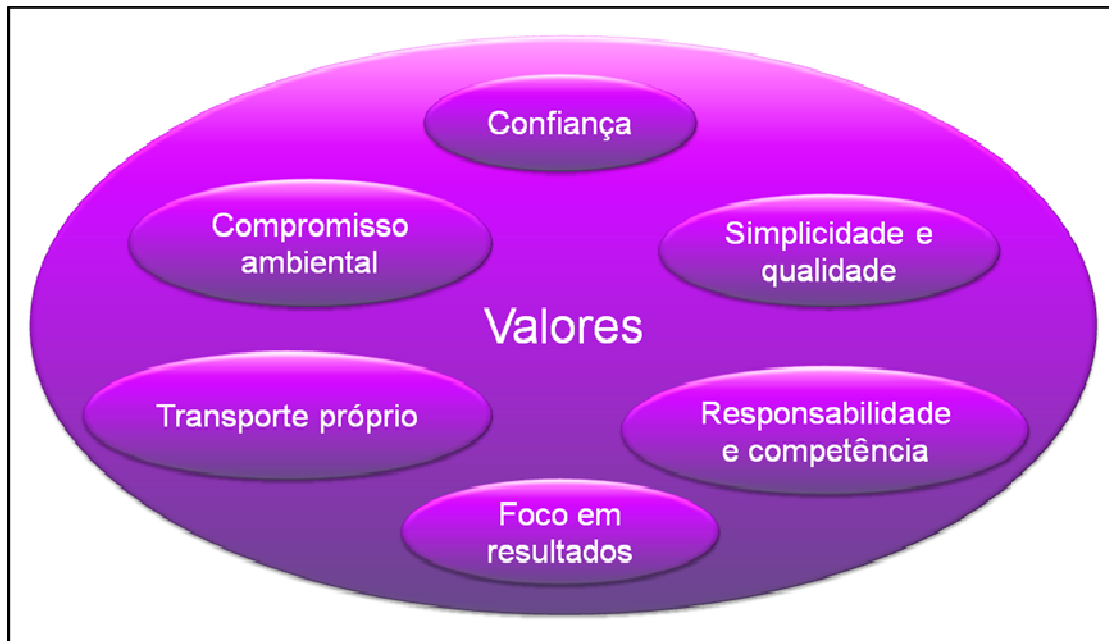 Confiança
Compromisso
ambiental
Simplicidade e
qualidade
Valores
Transporte próprio
Responsabilidade
e competência
Foco em
resultados